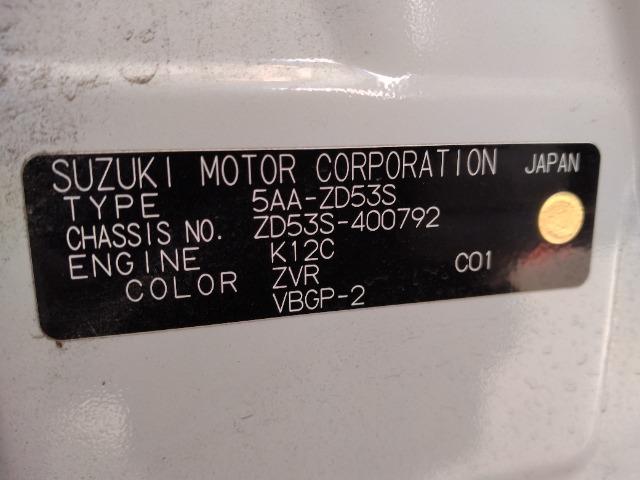 SUZUKI MOTOR CORPORATION JAPAN
TYPE 5AA-ZD53S
CHASSIS NO. ZD53S-400792
ENGINE K12C C01
COLOR ZVR
VBGP-2